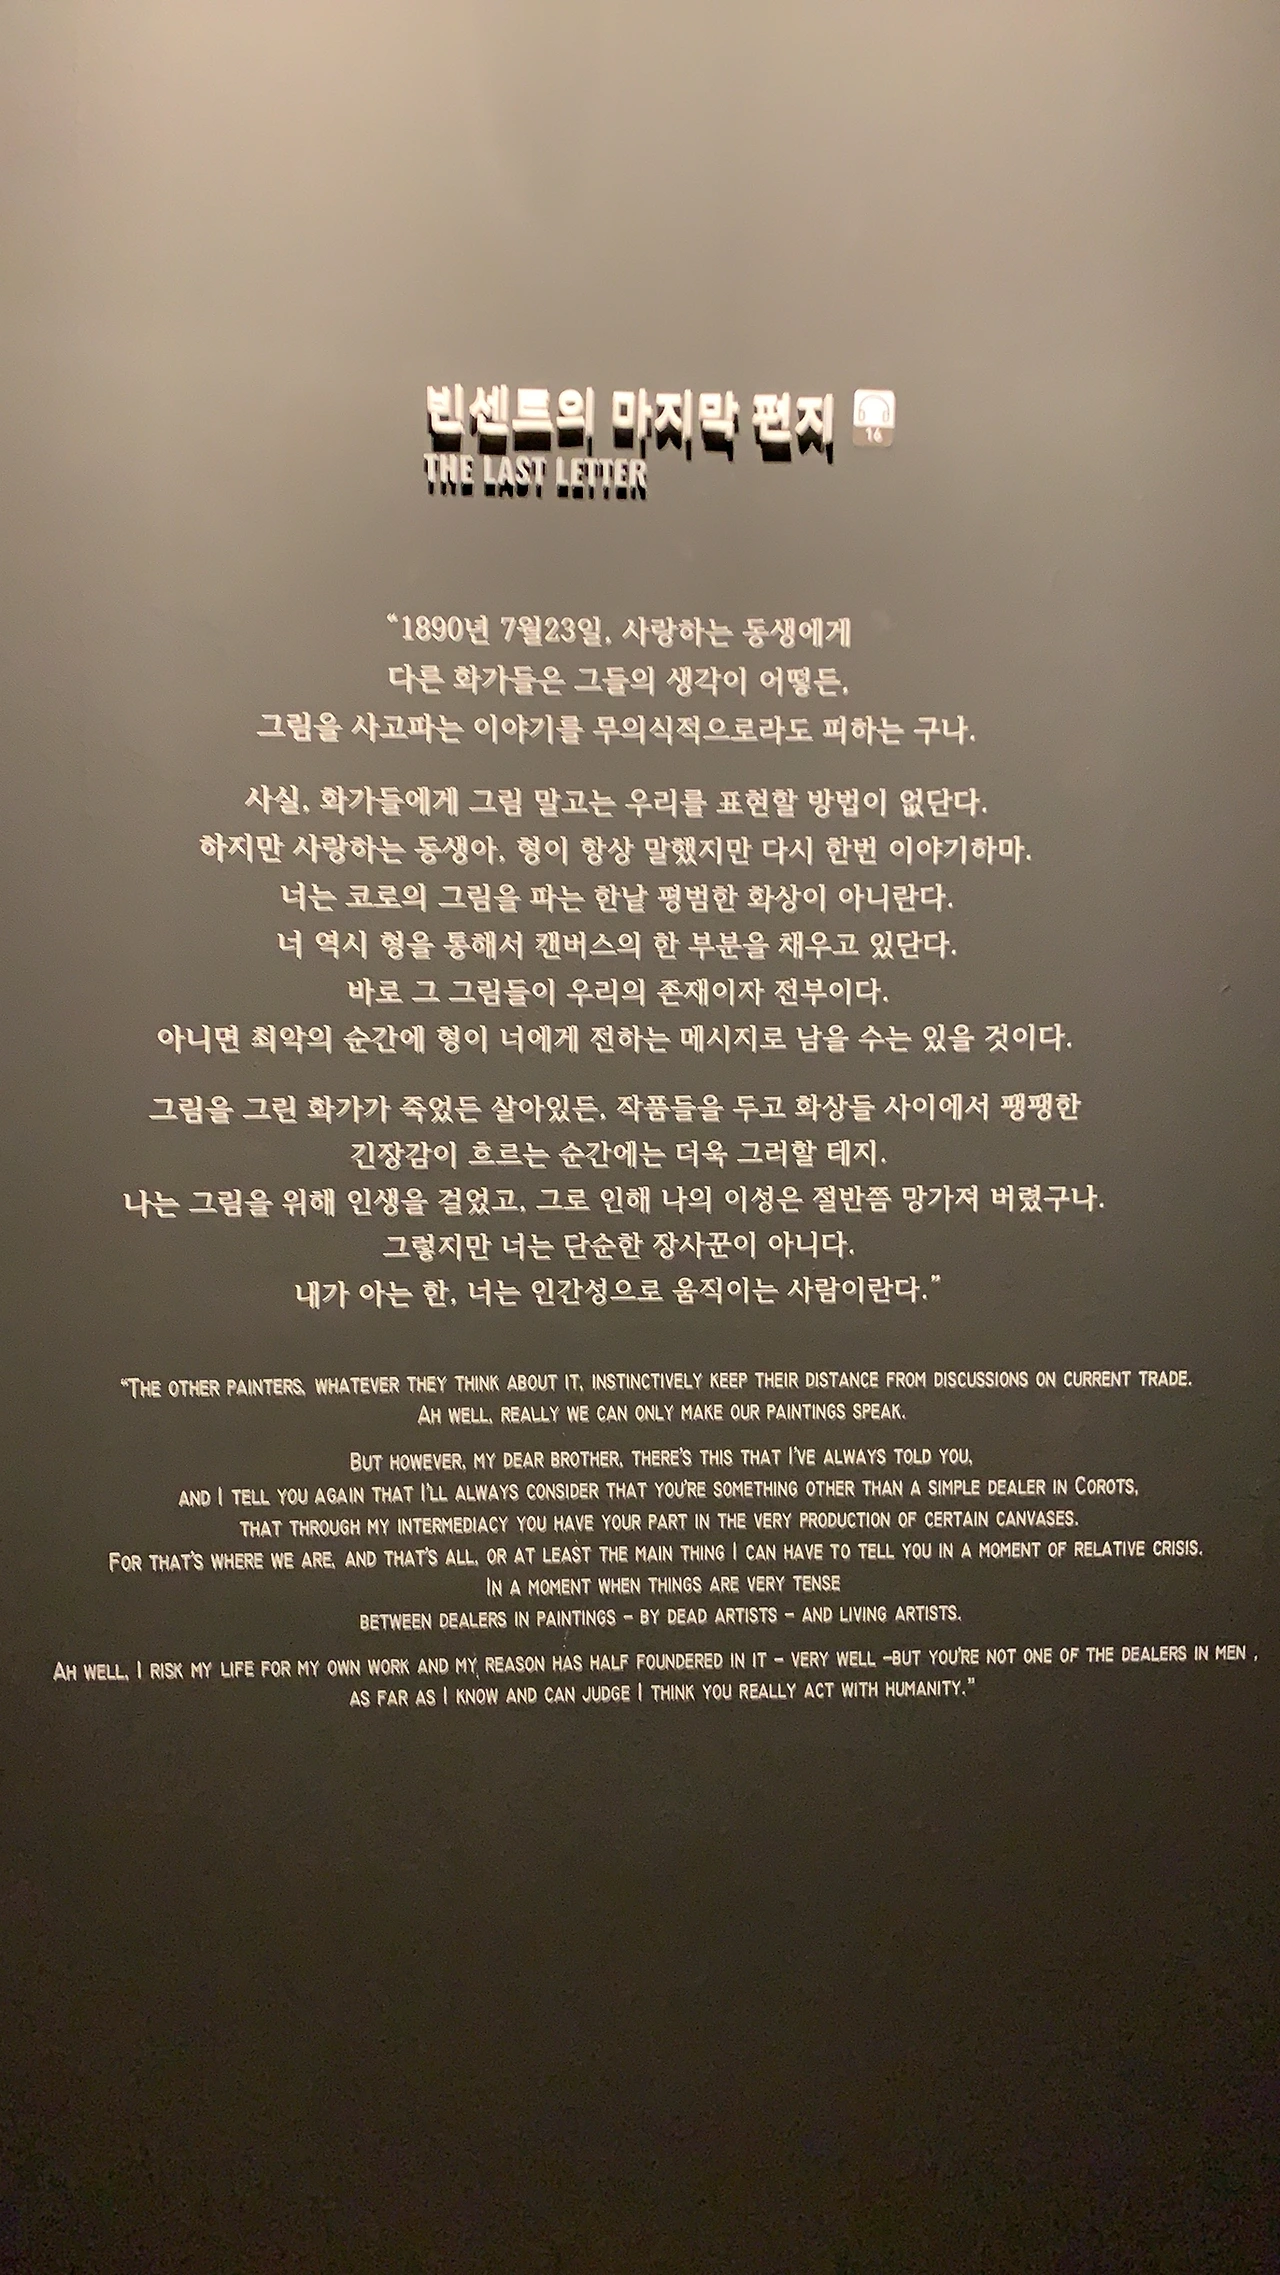 빈센트의 마지막 편지
16
THE LAST LETTER
“1890년 7월23일, 사랑하는 동생에게
다른 화가들은 그들의 생각이 어떻든,
그림을 사고파는 이야기를 무의식적으로라도 피하는 구나.
사실, 화가들에게 그림 말고는 우리를 표현할 방법이 없단다.
하지만 사랑하는 동생아, 형이 항상 말했지만 다시 한번 이야기하마.
너는 코로의 그림을 파는 한낱 평범한 화상이 아니란다.
너 역시 형을 통해서 캔버스의 한 부분을 채우고 있단다.
바로 그 그림들이 우리의 존재이자 전부이다.
아니면 최악의 순간에 형이 너에게 전하는 메시지로 남을 수는 있을 것이다.
그림을 그린 화가가 죽었든 살아있든, 작품들을 두고 화상들 사이에서 팽팽한
긴장감이 흐르는 순간에는 더욱 그러할 테지.
나는 그림을 위해 인생을 걸었고, 그로 인해 나의 이성은 절반쯤 망가져 버렸구나.
그렇지만 너는 단순한 장사꾼이 아니다.
내가 아는 한, 너는 인간성으로 움직이는 사람이란다.”
“THE OTHER PAINTERS, WHATEVER THEY THINK ABOUT IT, INSTINCTIVELY KEEP THEIR DISTANCE FROM DISCUSSIONS ON CURRENT TRADE.
AH WELL, REALLY WE CAN ONLY MAKE OUR PAINTINGS SPEAK.
BUT HOWEVER, MY DEAR BROTHER, THERE'S THIS THAT I'VE ALWAYS TOLD YOU,
AND I TELL YOU AGAIN THAT I'LL ALWAYS CONSIDER THAT YOU'RE SOMETHING OTHER THAN A SIMPLE DEALER IN COROTS,
THAT THROUGH MY INTERMEDIACY YOU HAVE YOUR PART IN THE VERY PRODUCTION OF CERTAIN CANVASES.
FOR THAT'S WHERE WE ARE, AND THAT'S ALL, OR AT LEAST THE MAIN THING I CAN HAVE TO TELL YOU IN A MOMENT OF RELATIVE CRISIS.
IN A MOMENT WHEN THINGS ARE VERY TENSE
BETWEEN DEALERS IN PAINTINGS – BY DEAD ARTISTS – AND LIVING ARTISTS.
AH WELL, I RISK MY LIFE FOR MY OWN WORK AND MY REASON HAS HALF FOUNDERED IN IT – VERY WELL –BUT YOU'RE NOT ONE OF THE DEALERS IN MEN ,
AS FAR AS I KNOW AND CAN JUDGE I THINK YOU REALLY ACT WITH HUMANITY.”